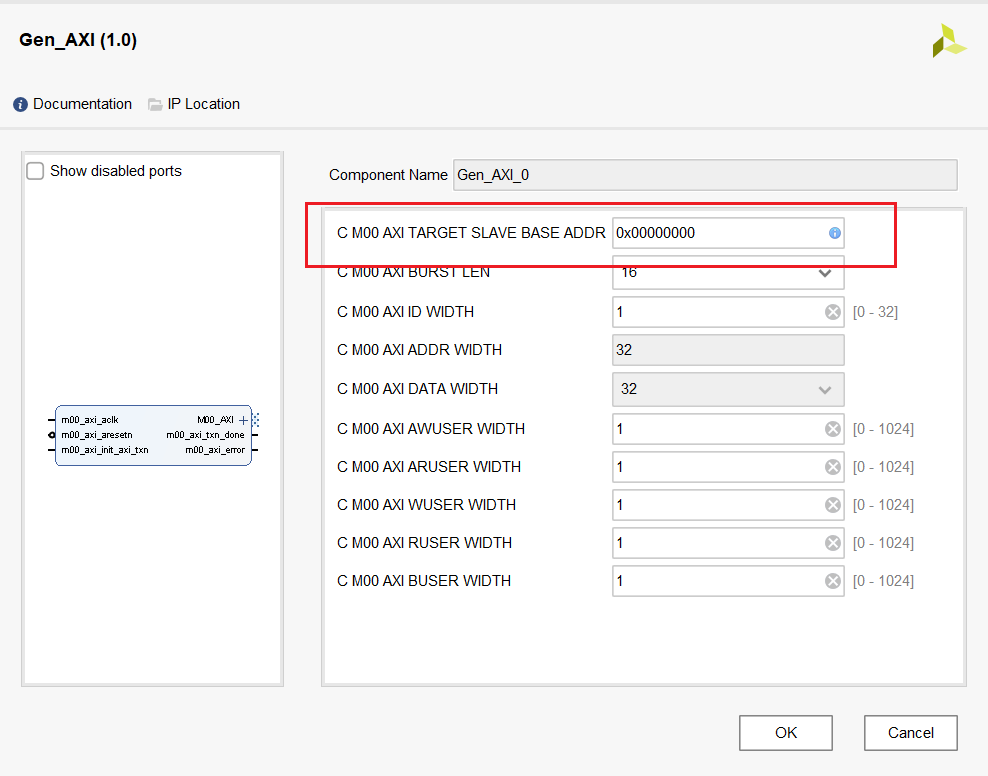 Gen_AXI (1.0)
Documentation IP Location
Show disabled ports
m00_axi_aclk M00_AXI
m00_axi_aresetn m00_axi_txn_done
m00_axi_init_axi_txn m00_axi_error
Component Name Gen_AXI_0
C M00 AXI TARGET SLAVE BASE ADDR 0x00000000
C M00 AXI BURST LEN 16
C M00 AXI ID WIDTH 1 [0 - 32]
C M00 AXI ADDR WIDTH 32
C M00 AXI DATA WIDTH 32
C M00 AXI AWUSER WIDTH 1 [0 - 1024]
C M00 AXI ARUSER WIDTH 1 [0 - 1024]
C M00 AXI WUSER WIDTH 1 [0 - 1024]
C M00 AXI RUSER WIDTH 1 [0 - 1024]
C M00 AXI BUSER WIDTH 1 [0 - 1024]
OK Cancel